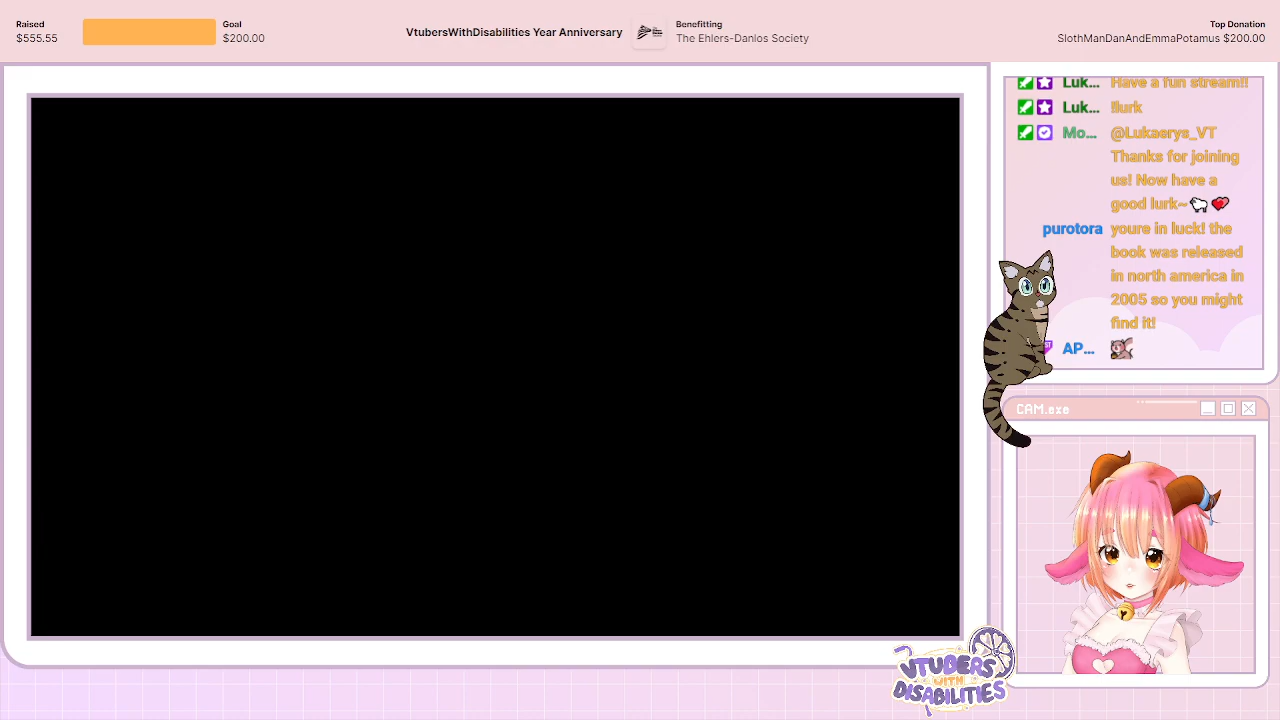 Raised
$555.55
Goal
$200.00
VtubersWithDisabilities Year Anniversary
Benefitting
The Ehlers-Danlos Society
Top Donation
SlothManDanAndEmmaPotamus $200.00
Luk... Have a fun stream!!
Luk... !lurk
Mo... @Lukaerys_VT
Thanks for joining
us! Now have a
good lurk~
purotora youre in luck! the
book was released
in north america in
2005 so you might
find it!
AP...
CAM.exe
VTUBERS
WITH
DISABILITIES